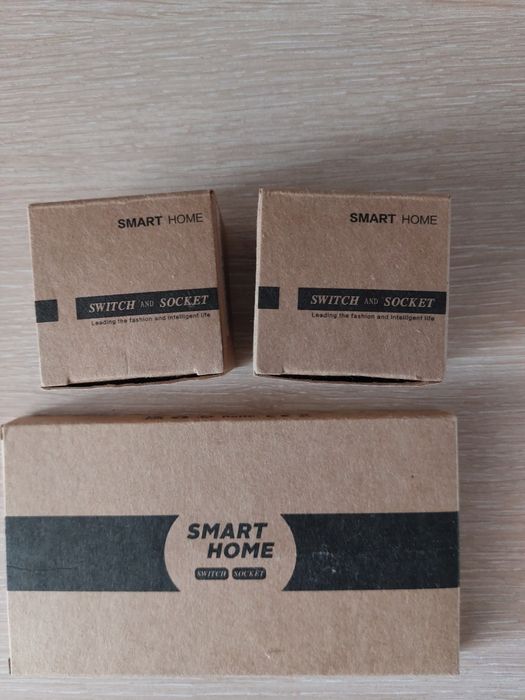 SMART HOME
SWITCH AND SOCKET
Leading the fashion and intelligent life
SMART HOME
SWITCH AND SOCKET
Leading the fashion and intelligent life
SMART
HOME
SWITCH SOCKET